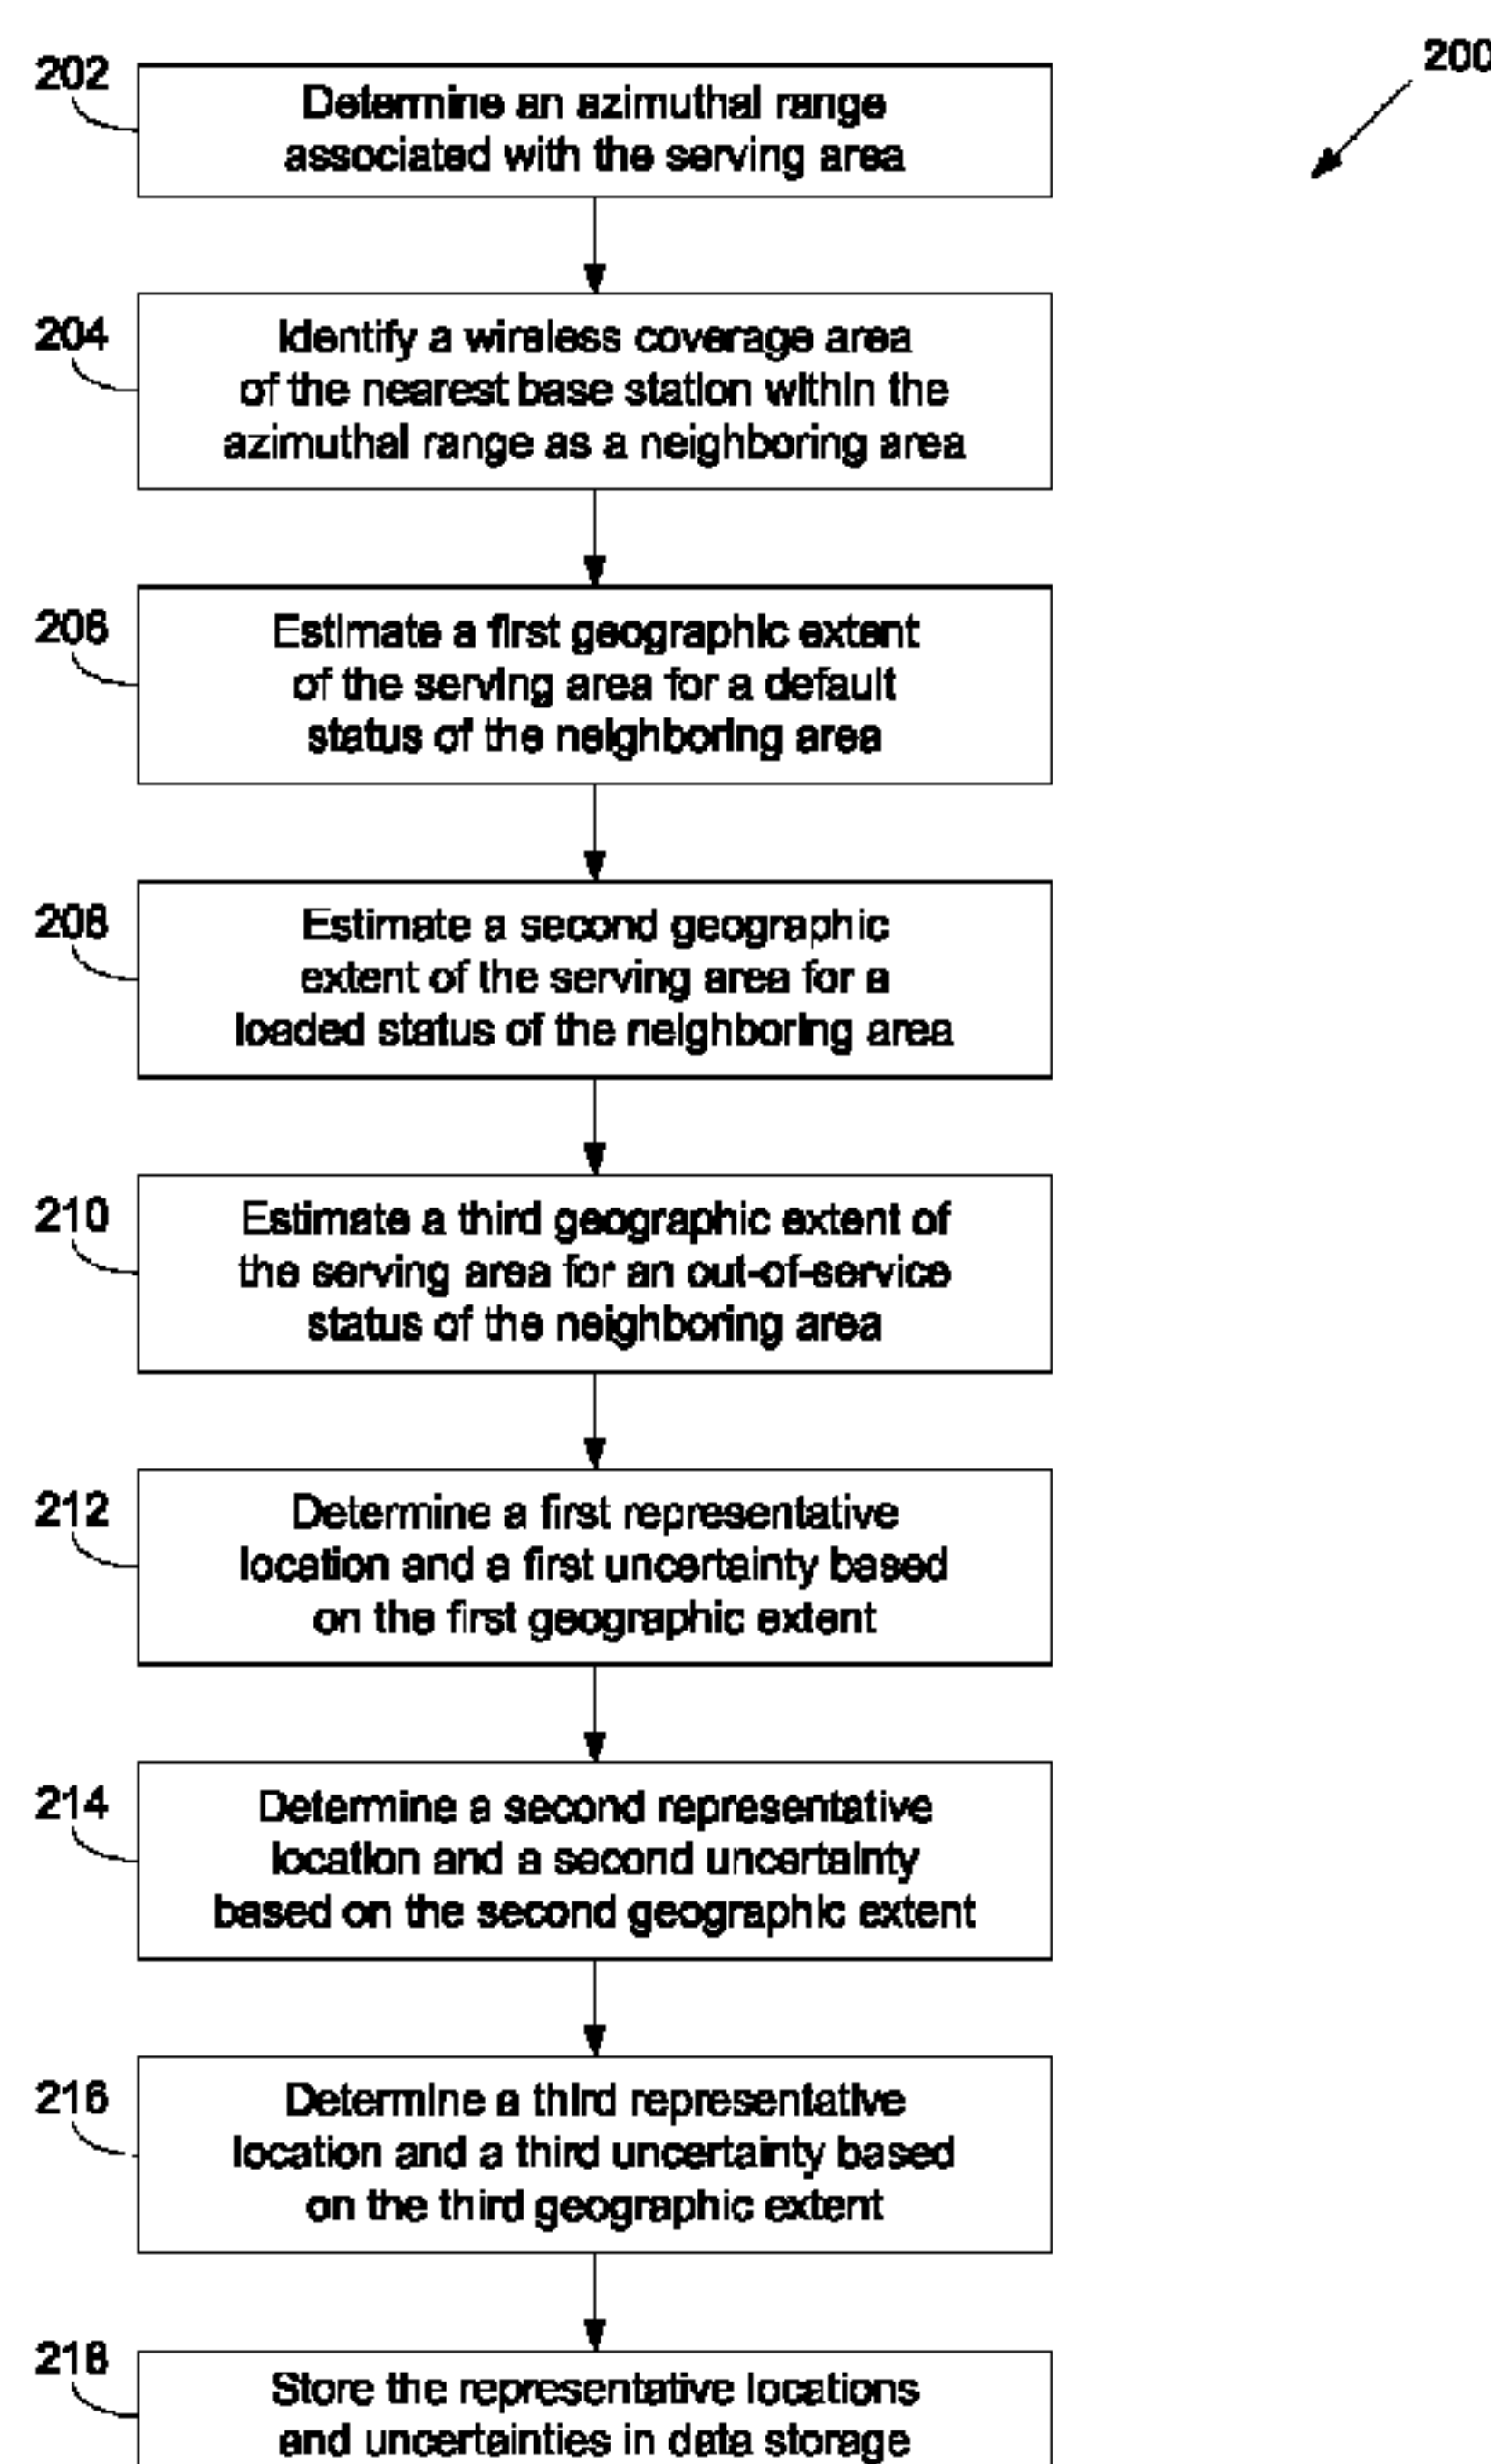 200
202
Determine an azimuthal range
associated with the serving area
204
Identify a wireless coverage area
of the nearest base station within the
azimuthal range as a neighboring area
206
Estimate a first geographic extent
of the serving area for a default
status of the neighboring area
208
Estimate a second geographic
extent of the serving area for a
loaded status of the neighboring area
210
Estimate a third geographic extent of
the serving area for an out-of-service
status of the neighboring area
212
Determine a first representative
location and a first uncertainty based
on the first geographic extent
214
Determine a second representative
location and a second uncertainty
based on the second geographic extent
216
Determine a third representative
location and a third uncertainty based
on the third geographic extent
218
Store the representative locations
and uncertainties in data storage